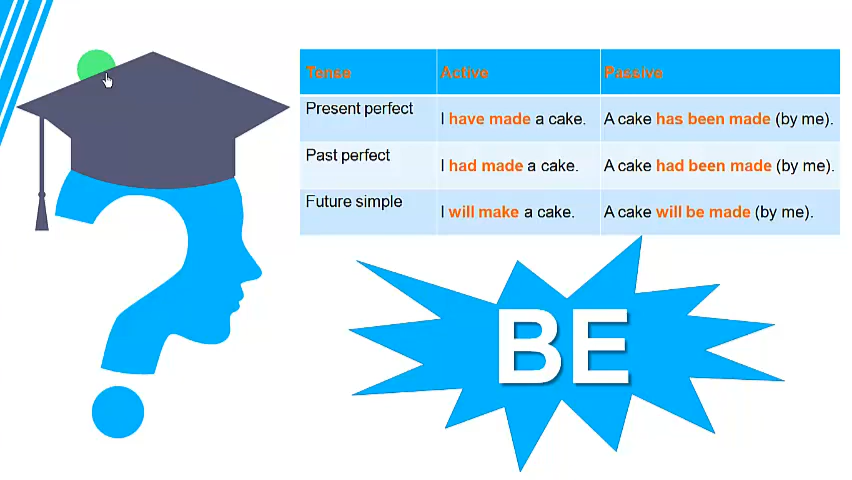 Tense Active Passive
Present perfect I have made a cake. A cake has been made (by me).
Past perfect I had made a cake. A cake had been made (by me).
Future simple I will make a cake. A cake will be made (by me).
BE